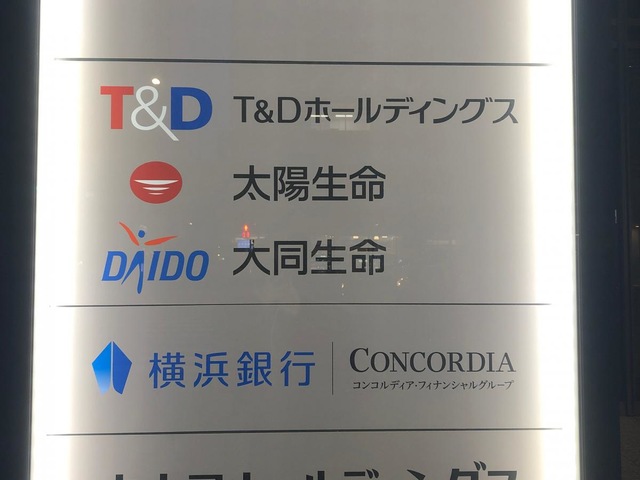 T&D T&Dホールディングス
太陽生命
DAIDO 大同生命
横浜銀行 CONCORDIA
コンコルディア・フィナンシャルグループ